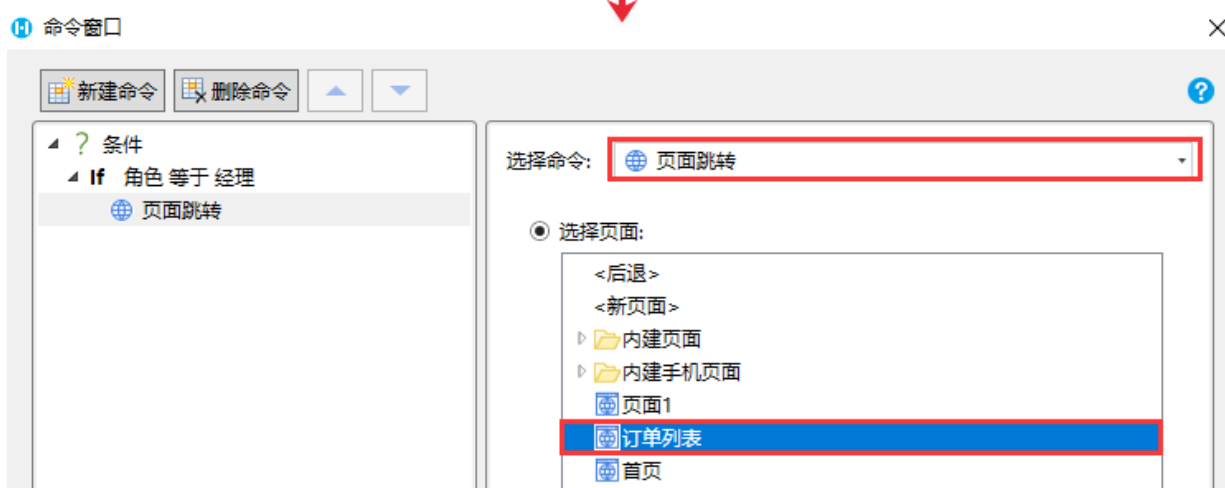 命令窗口
新建命令 删除命令
? 条件
If 角色 等于 经理
页面跳转
选择命令: 页面跳转
选择页面:
<后退>
<新页面>
内建页面
内建手机页面
页面1
订单列表
首页